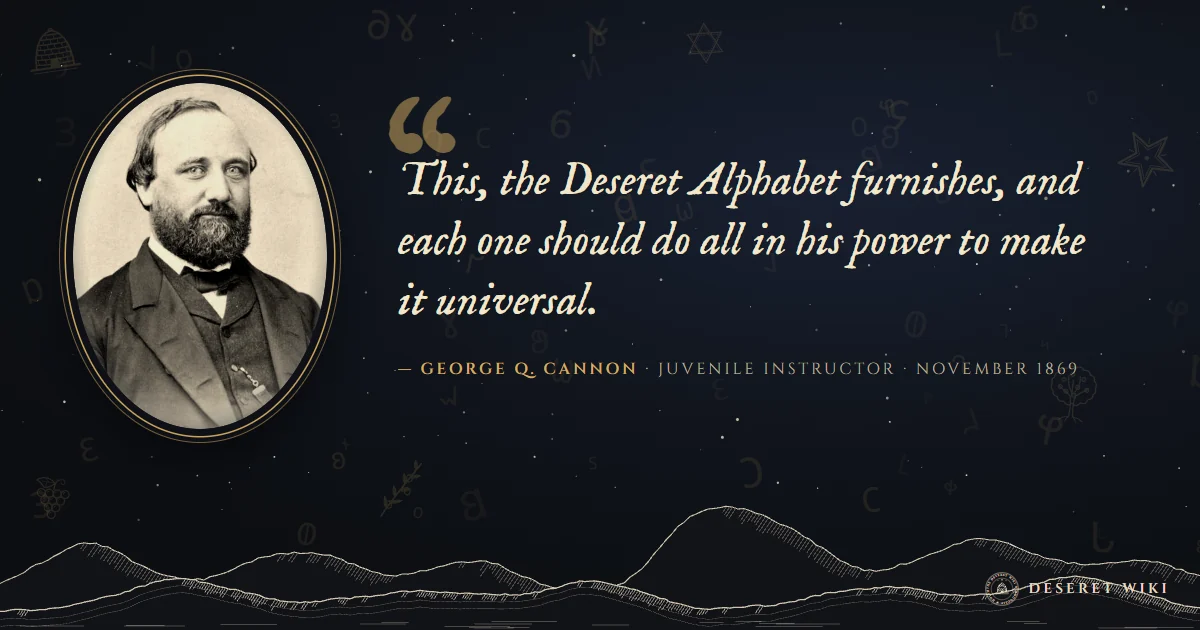 “This, the Deseret Alphabet furnishes, and
each one should do all in his power to make
it universal.
— GEORGE Q. CANNON · JUVENILE INSTRUCTOR · NOVEMBER 1869
DESERET WIKI